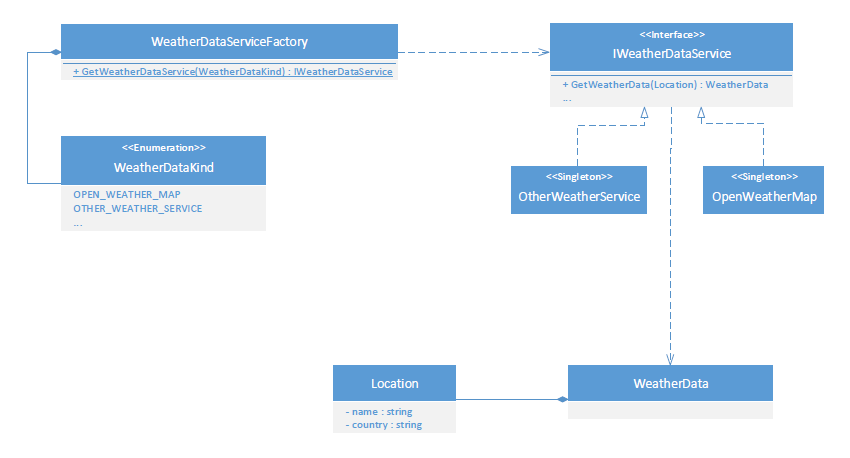 WeatherDataServiceFactory
+ GetWeatherDataService(WeatherDataKind) : IWeatherDataService
<<Interface>>
IWeatherDataService
+ GetWeatherData(Location) : WeatherData
...
<<Enumeration>>
WeatherDataKind
OPEN_WEATHER_MAP
OTHER_WEATHER_SERVICE
...
<<Singleton>>
OtherWeatherService
<<Singleton>>
OpenWeatherMap
Location
- name : string
- country : string
WeatherData